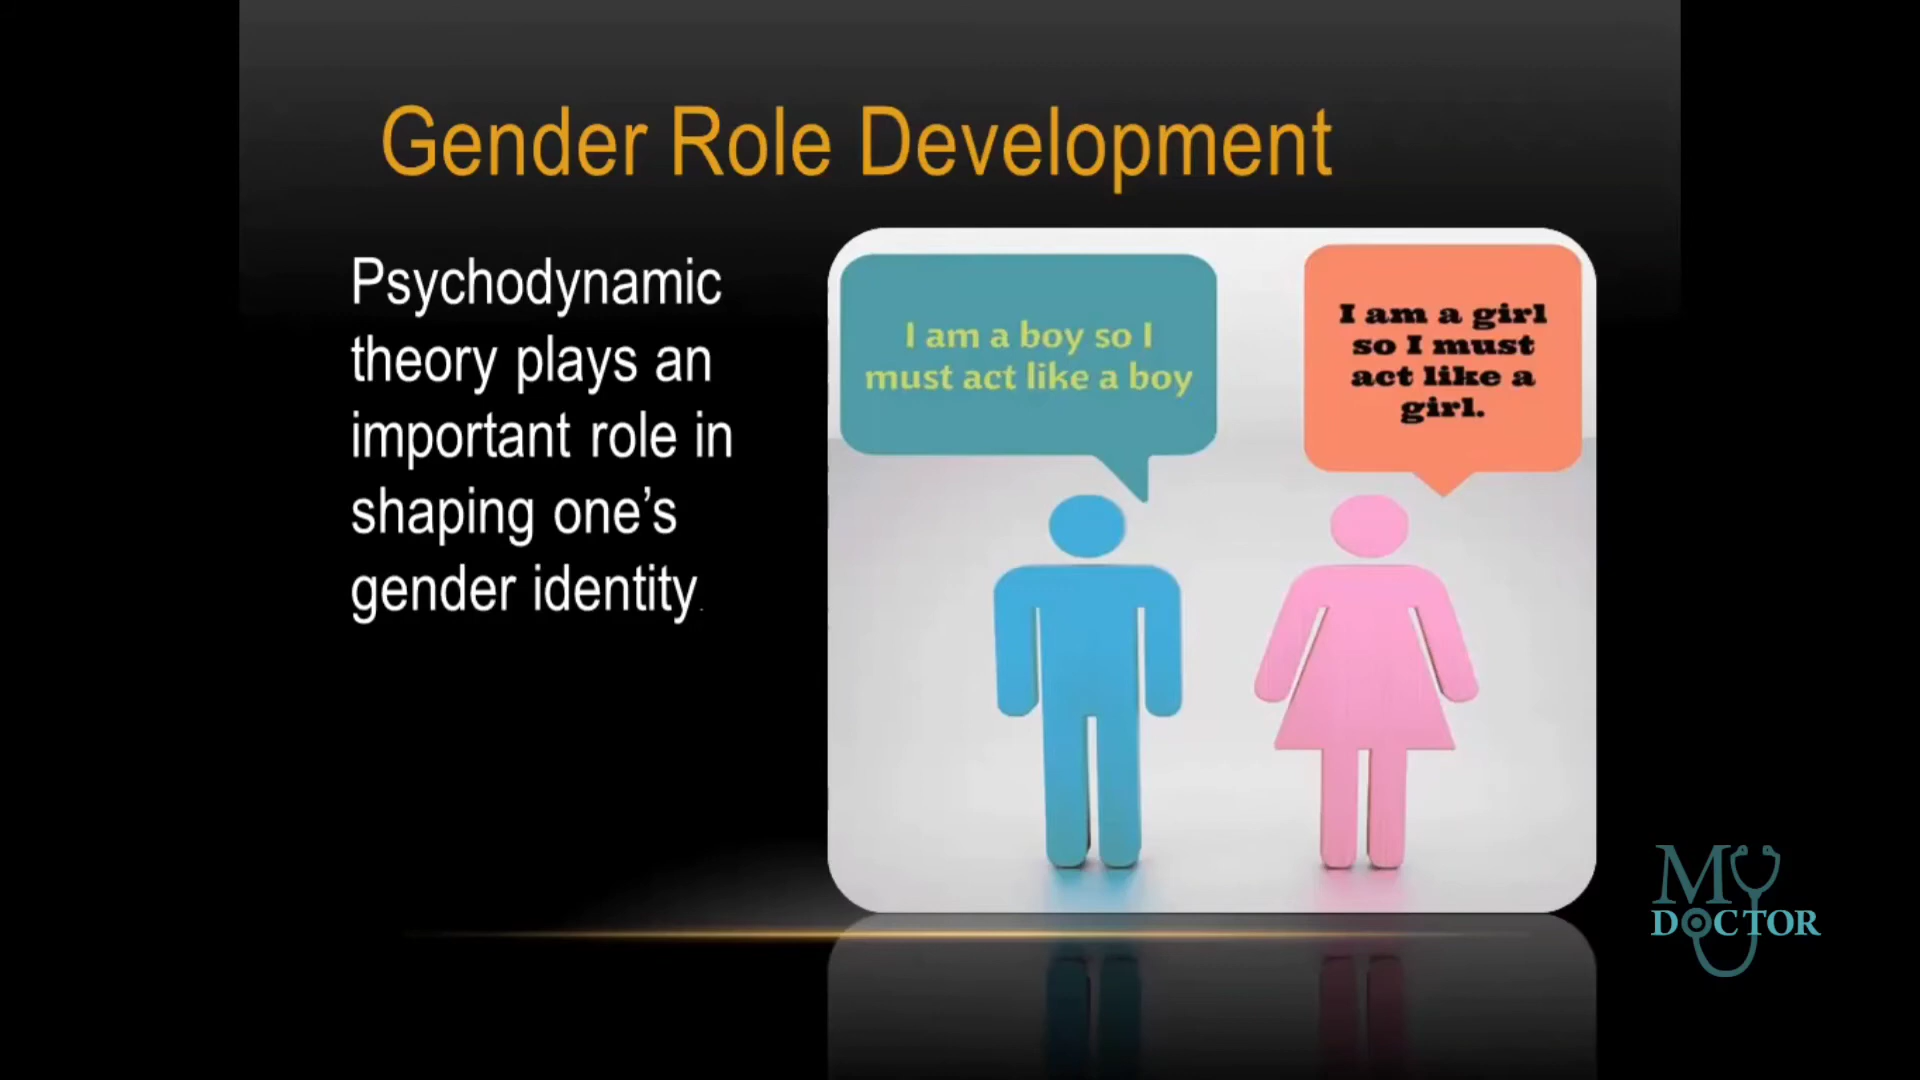 Gender Role Development
Psychodynamic
theory plays an
important role in
shaping one’s
gender identity.
I am a boy so I
must act like a boy
I am a girl
so I must
act like a
girl.
My
DOCTOR